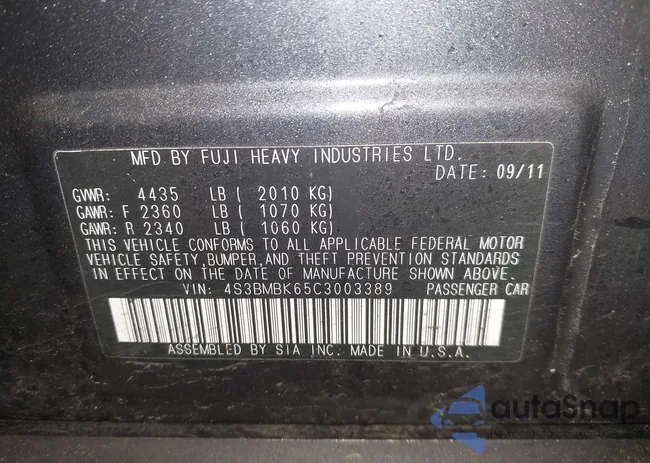 MFD. BY FUJI HEAVY INDUSTRIES LTD.
DATE: 09/11
GVWR: 4435 LB ( 2010 KG)
GAWR: F 2360 LB ( 1070 KG)
GAWR: R 2340 LB ( 1060 KG)
THIS VEHICLE CONFORMS TO ALL APPLICABLE FEDERAL MOTOR
VEHICLE SAFETY,BUMPER,AND THEFT PREVENTION STANDARDS
IN EFFECT ON THE DATE OF MANUFACTURE SHOWN ABOVE.
VIN: 4S3BMBK65C3003389 PASSENGER CAR
ASSEMBLED BY SIA INC. MADE IN U.S.A.
autoSnap